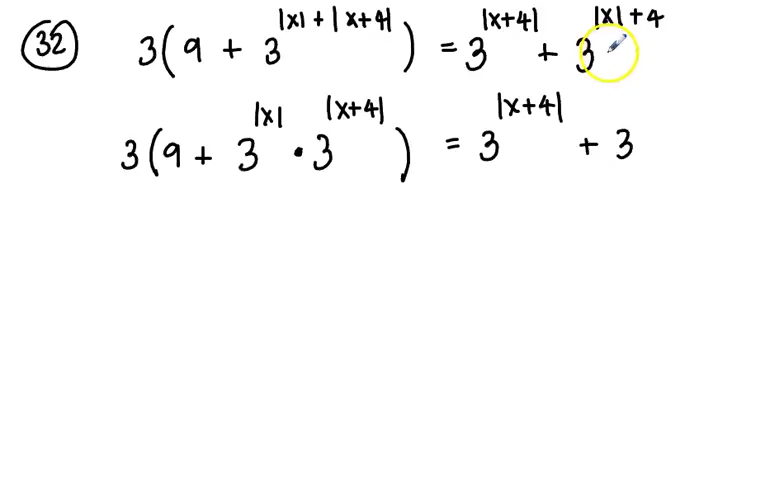 32 3(9 + 3^{|x|+|x+4|}) = 3^{|x+4|} + 3^{|x|+4}
3(9 + 3^{|x|} · 3^{|x+4|}) = 3^{|x+4|} + 3